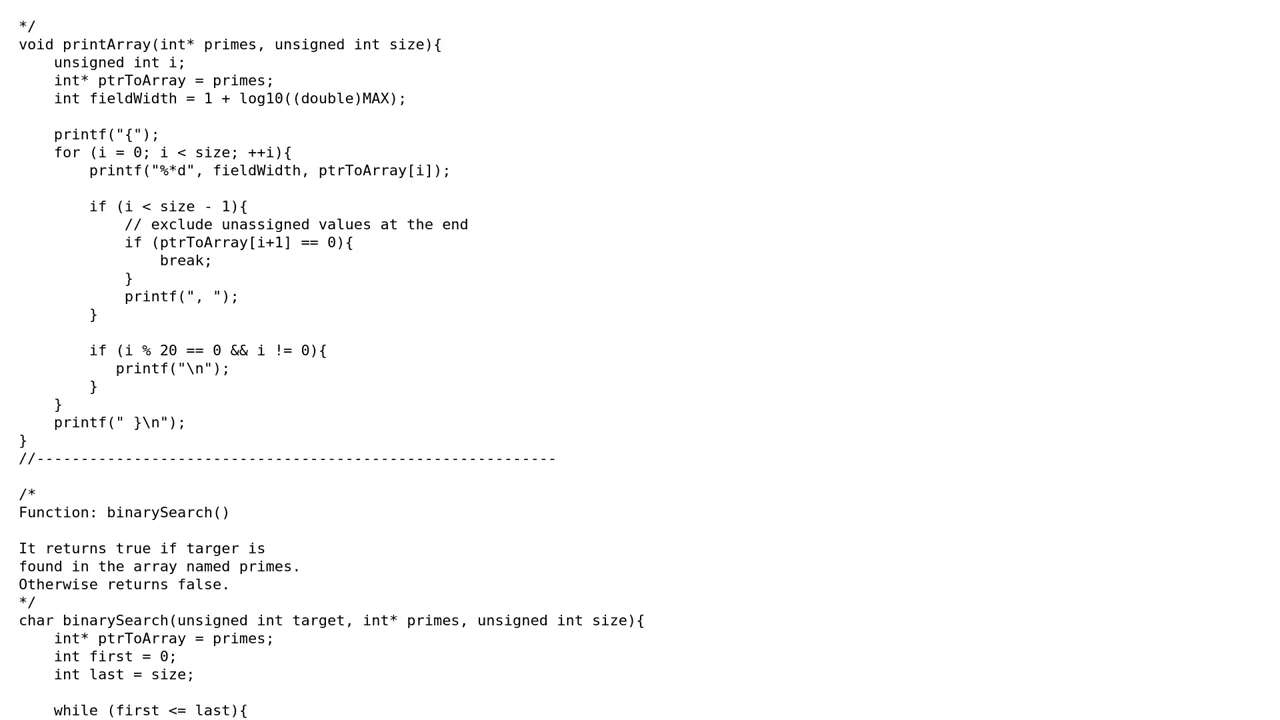 */
void printArray(int* primes, unsigned int size){
    unsigned int i;
    int* ptrToArray = primes;
    int fieldWidth = 1 + log10((double)MAX);

    printf("{");
    for (i = 0; i < size; ++i){
        printf("%*d", fieldWidth, ptrToArray[i]);

        if (i < size - 1){
            // exclude unassigned values at the end
            if (ptrToArray[i+1] == 0){
                break;
            }
            printf(", ");
        }

        if (i % 20 == 0 && i != 0){
           printf("\n");
        }
    }
    printf(" }\n");
}
//-----------------------------------------------------------

/*
Function: binarySearch()

It returns true if targer is
found in the array named primes.
Otherwise returns false.
*/
char binarySearch(unsigned int target, int* primes, unsigned int size){
    int* ptrToArray = primes;
    int first = 0;
    int last = size;

    while (first <= last){